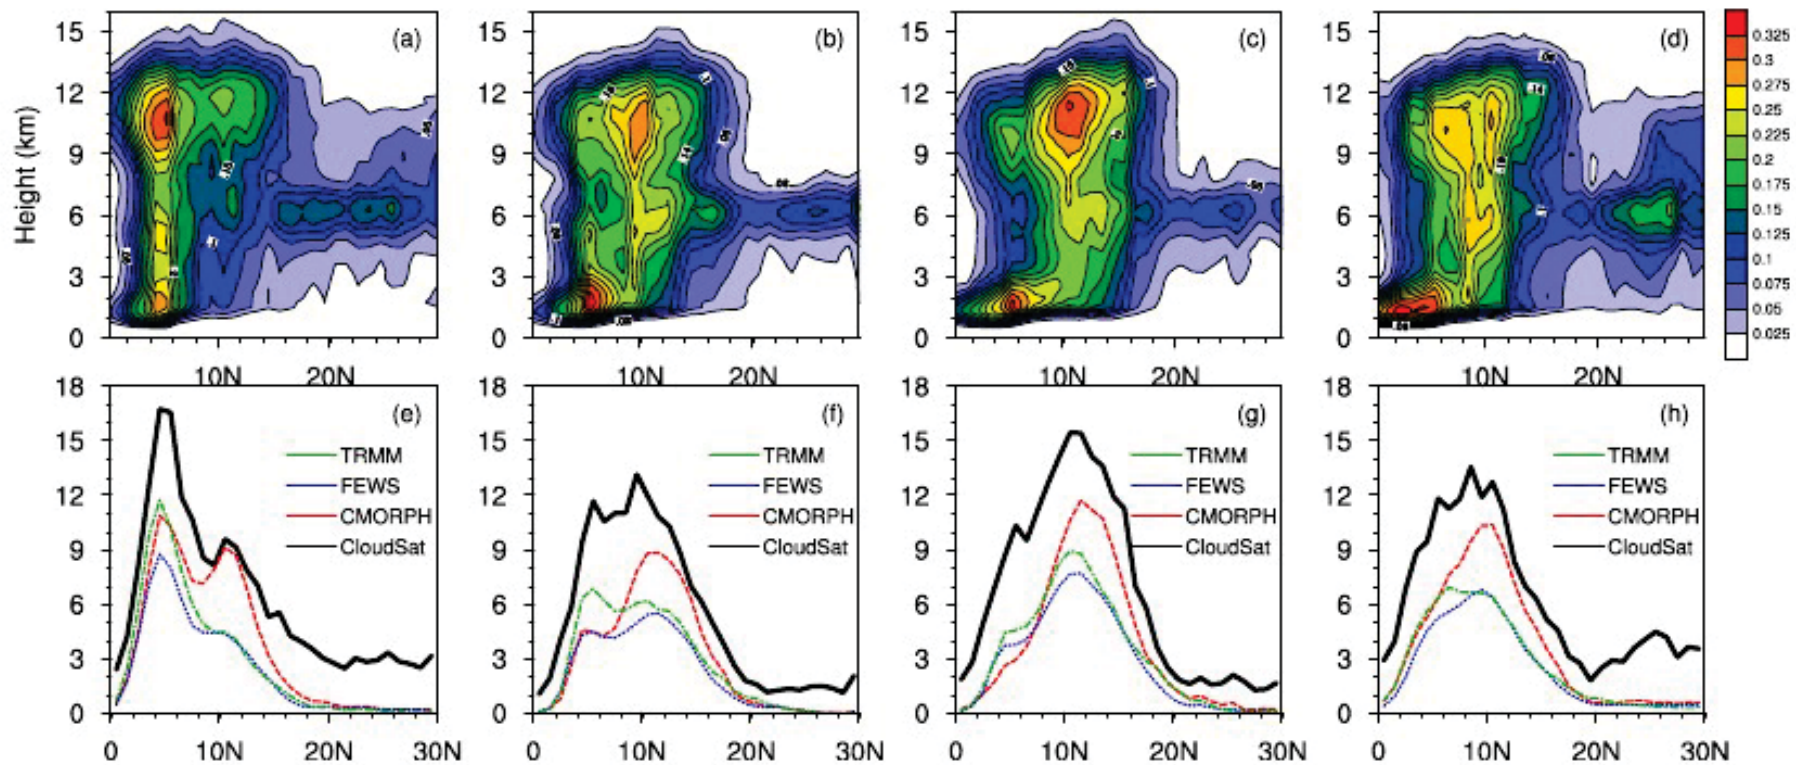 15 (a) 15 (b) 15 (c) 15 (d) 0.325
0.3
12 12 12 12 0.275
0.25
0.225
9 9 9 9 0.2
0.175
6 6 6 6 0.15
0.125
0.1
3 3 3 3 0.075
0.05
0 0 0 0 0.025
Height (km)
10N 20N 10N 20N 10N 20N 10N 20N
18 (e) 18 (f) 18 (g) 18 (h)
15 TRMM 15 TRMM 15 TRMM 15 TRMM
FEWS FEWS FEWS FEWS
12 CMORPH 12 CMORPH 12 CMORPH 12 CMORPH
9 CloudSat 9 CloudSat 9 CloudSat 9 CloudSat
6 6 6 6
3 3 3 3
0 0 0 0
0 10N 20N 30N 0 10N 20N 30N 0 10N 20N 30N 0 10N 20N 30N